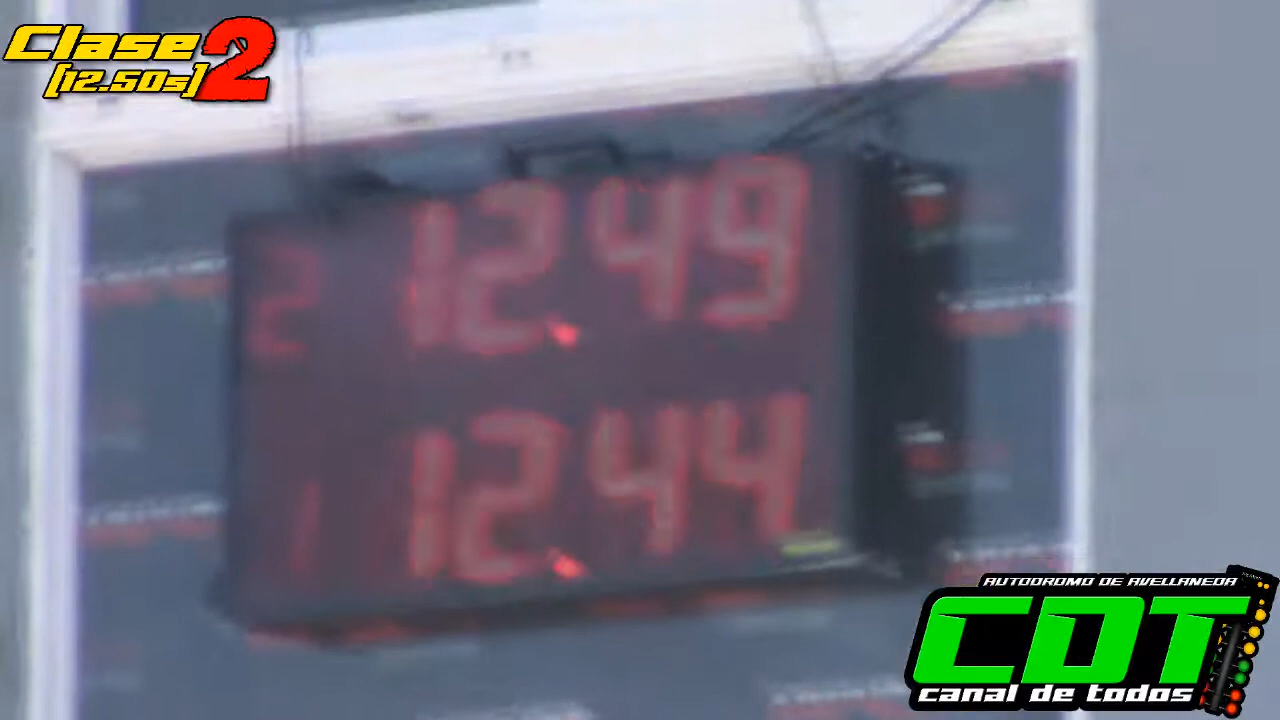 Clase 2
[12.50s]
2 12.49
1 12.44
AUTODROMO DE AVELLANEDA
CDT
canal de todos